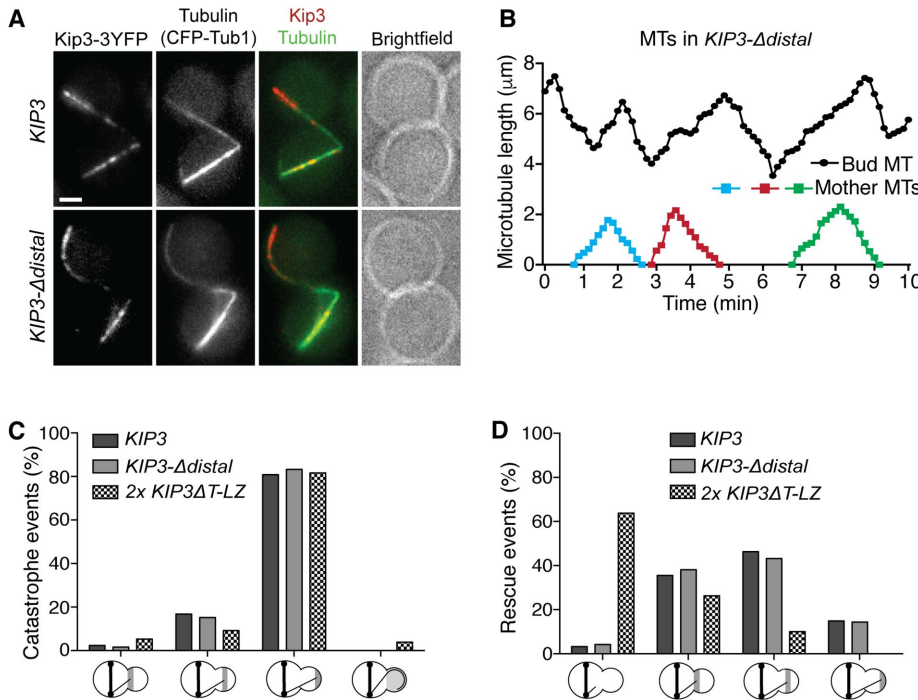 A
Kip3-3YFP
Tubulin
(CFP-Tub1)
Kip3
Tubulin
Brightfield
KIP3
KIP3-Δdistal
B
MTs in KIP3-Δdistal
Microtubule length (μm)
8
6
4
2
0
Bud MT
Mother MTs
0 1 2 3 4 5 6 7 8 9 10
Time (min)
C
Catastrophe events (%)
100
80
60
40
20
0
KIP3
KIP3-Δdistal
2x KIP3ΔT-LZ
D
Rescue events (%)
100
80
60
40
20
0
KIP3
KIP3-Δdistal
2x KIP3ΔT-LZ